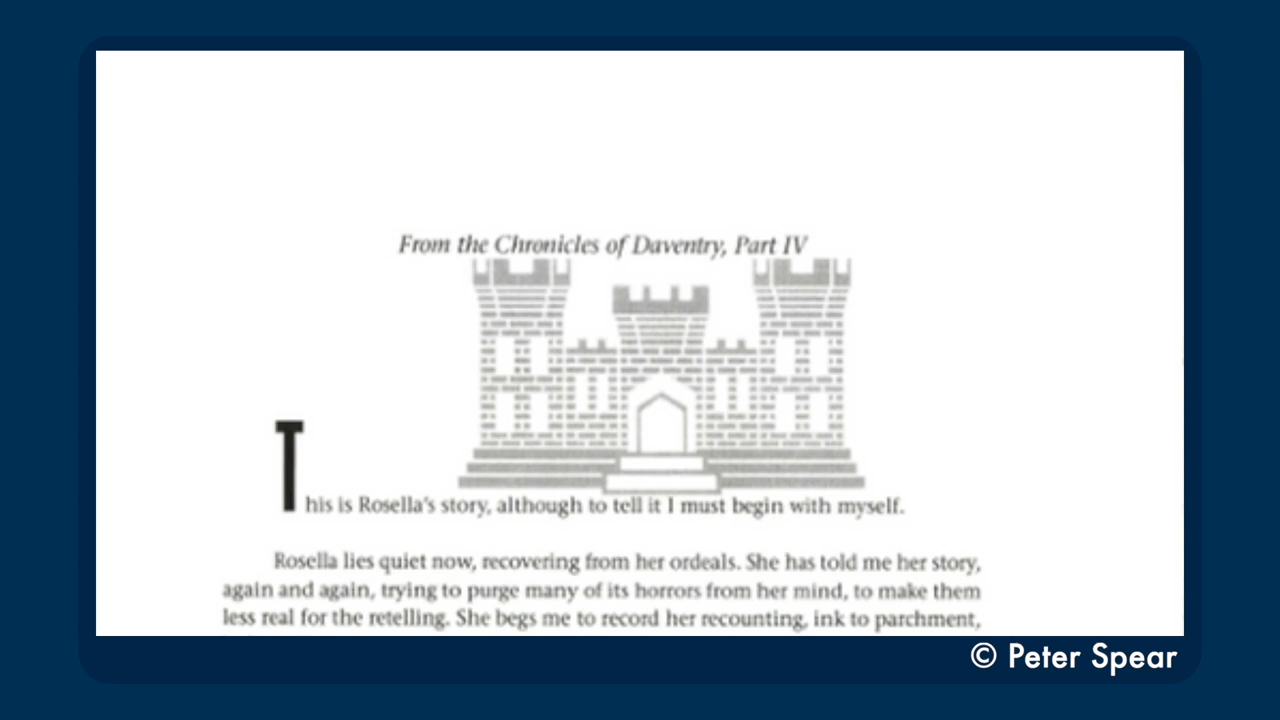 From the Chronicles of Daventry, Part IV
This is Rosella's story, although to tell it I must begin with myself.
Rosella lies quiet now, recovering from her ordeals. She has told me her story,
again and again, trying to purge many of its horrors from her mind, to make them
less real for the retelling. She begs me to record her recounting, ink to parchment,
© Peter Spear